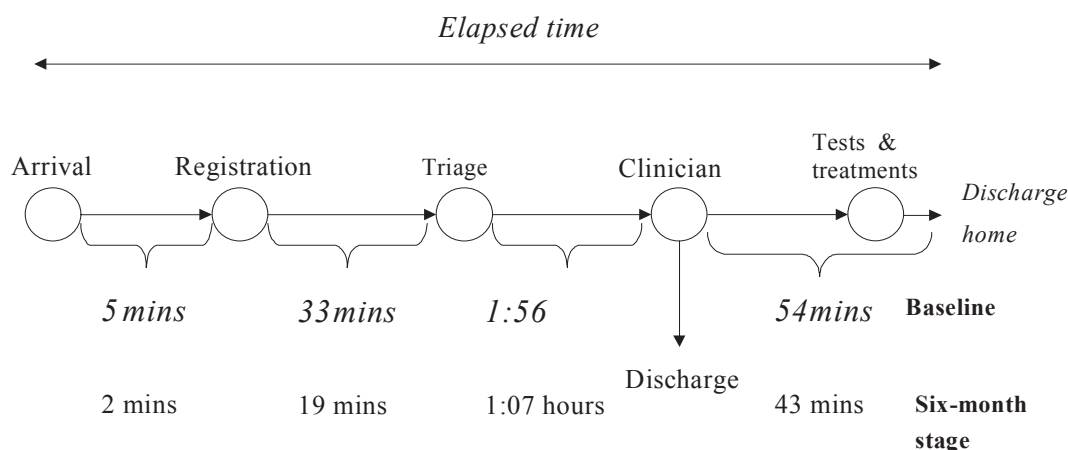 Elapsed time
Tests &
treatments
Arrival
Registration
Triage
Clinician
Discharge
home
5 mins
33mins
1:56
54mins
Baseline
Discharge
2 mins
19 mins
1:07 hours
43 mins
Six-month
stage